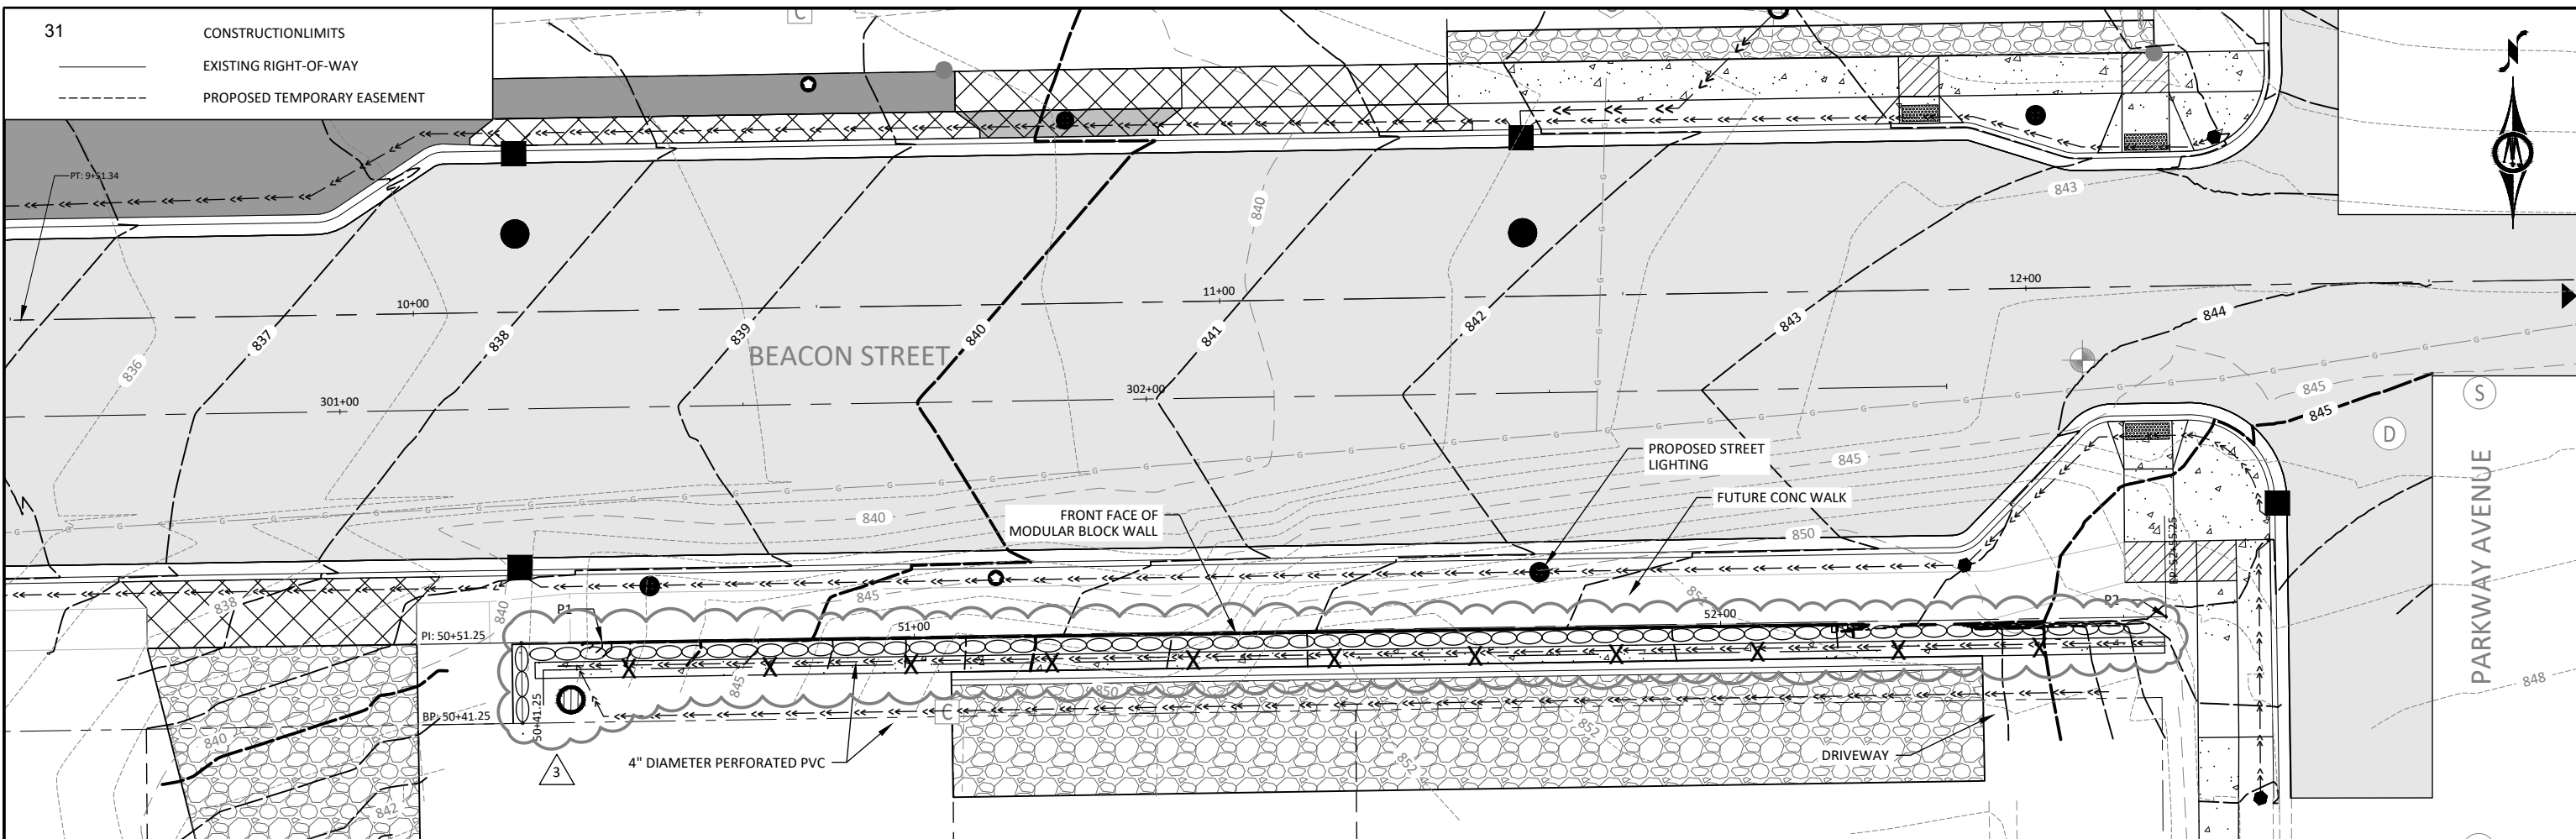 31
CONSTRUCTIONLIMITS
EXISTING RIGHT-OF-WAY
PROPOSED TEMPORARY EASEMENT
C
N
PT: 9+51.34
10+00
11+00
12+00
836
837
838
839
840
840
841
842
843
843
844
845
845
BEACON STREET
301+00
302+00
S
D
PARKWAY AVENUE
PROPOSED STREET
LIGHTING
FUTURE CONC WALK
FRONT FACE OF
MODULAR BLOCK WALL
840
845
850
838
840
845
851
P1
P2
PI: 50+51.25
51+00
52+00
BP: 50+41.25
50+41.25
845
850
C
852
852
848
840
842
3
4" DIAMETER PERFORATED PVC
DRIVEWAY
G G G G G G G G G G G G G G G G G G G G G G G G
X X X X X X X X X X X